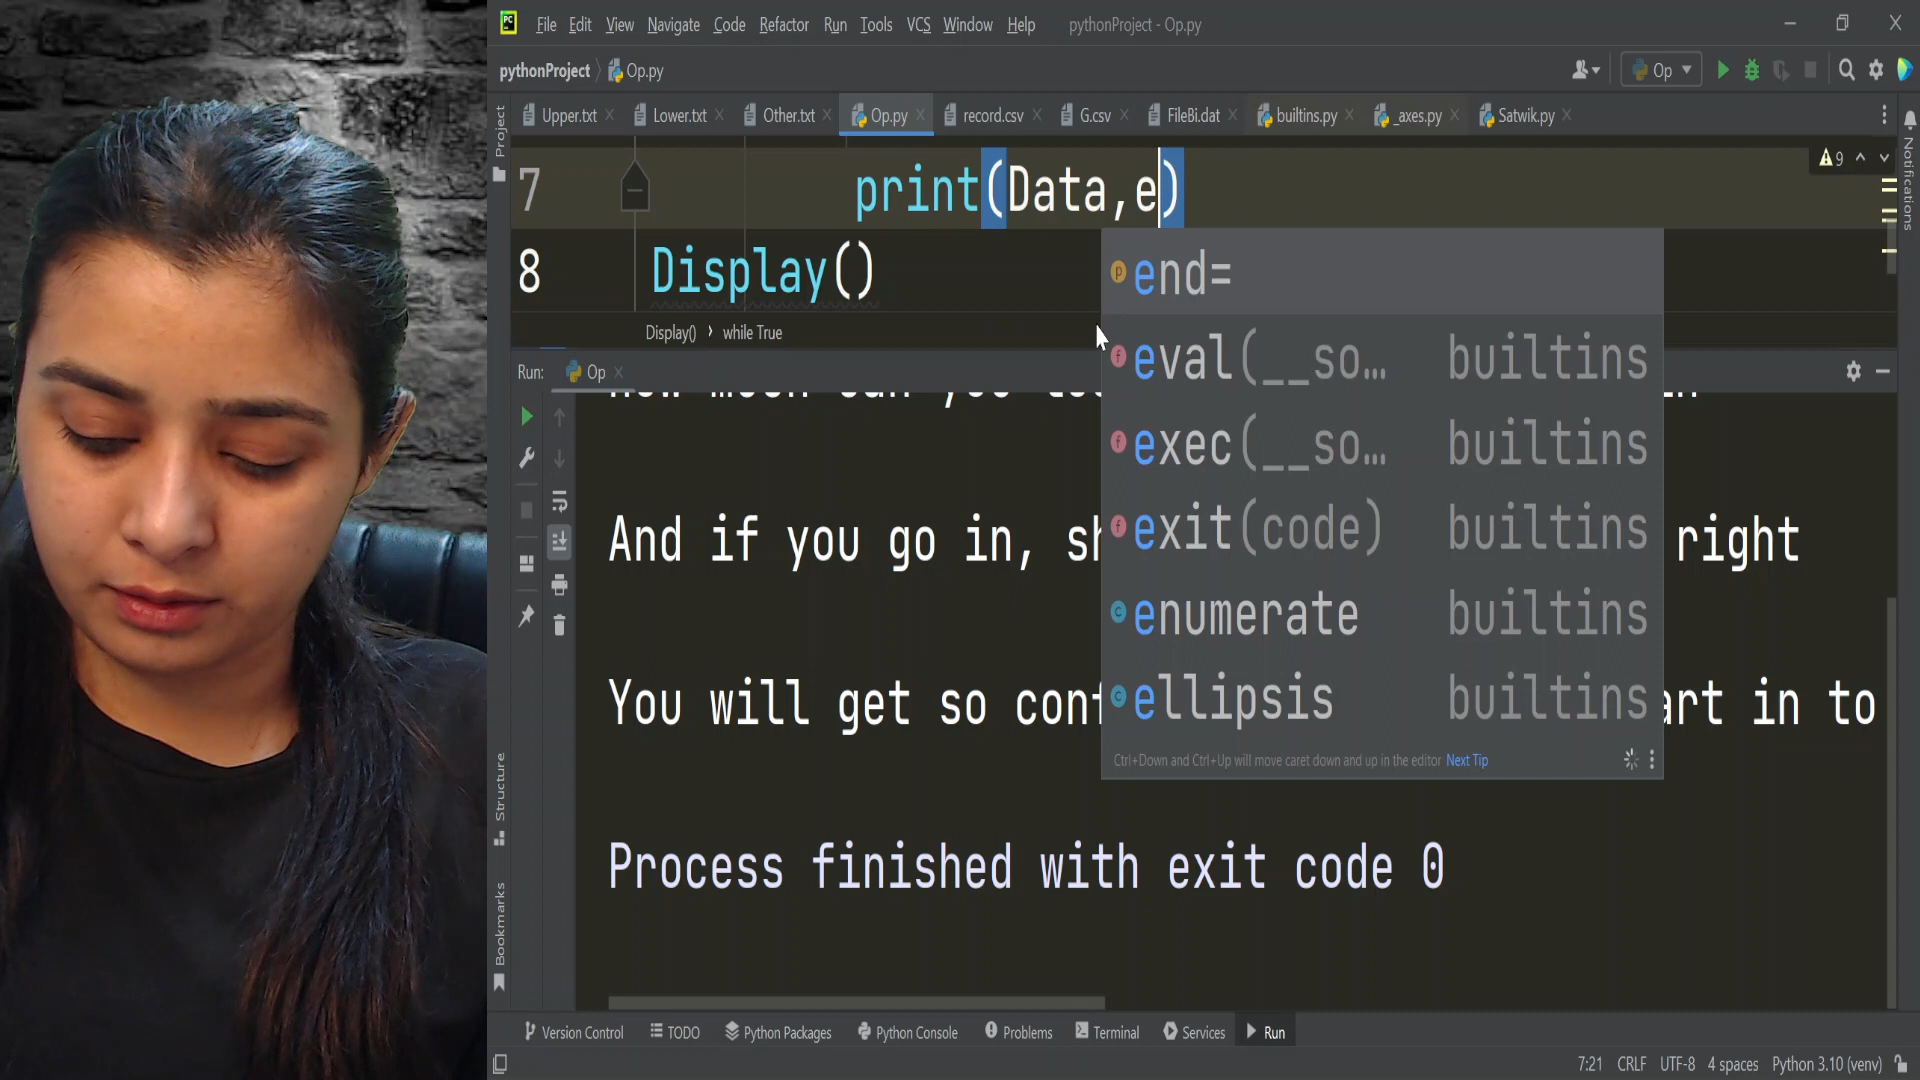 PC File Edit View Navigate Code Refactor Run Tools VCS Window Help pythonProject - Op.py
pythonProject Op.py Op
Upper.txt Lower.txt Other.txt Op.py record.csv G.csv FileBi.dat builtins.py _axes.py Satwik.py
Project
Notifications
7 print(Data,e) 9
8 Display()
end=
eval(__so... builtins
exec(__so... builtins
exit(code) builtins
enumerate builtins
ellipsis builtins
Ctrl+Down and Ctrl+Up will move caret down and up in the editor Next Tip
Display() › while True
Run: Op
And if you go in, right
You will get so in to
Process finished with exit code 0
Structure
Bookmarks
Version Control TODO Python Packages Python Console Problems Terminal Services Run
7:21 CRLF UTF-8 4 spaces Python 3.10 (venv)